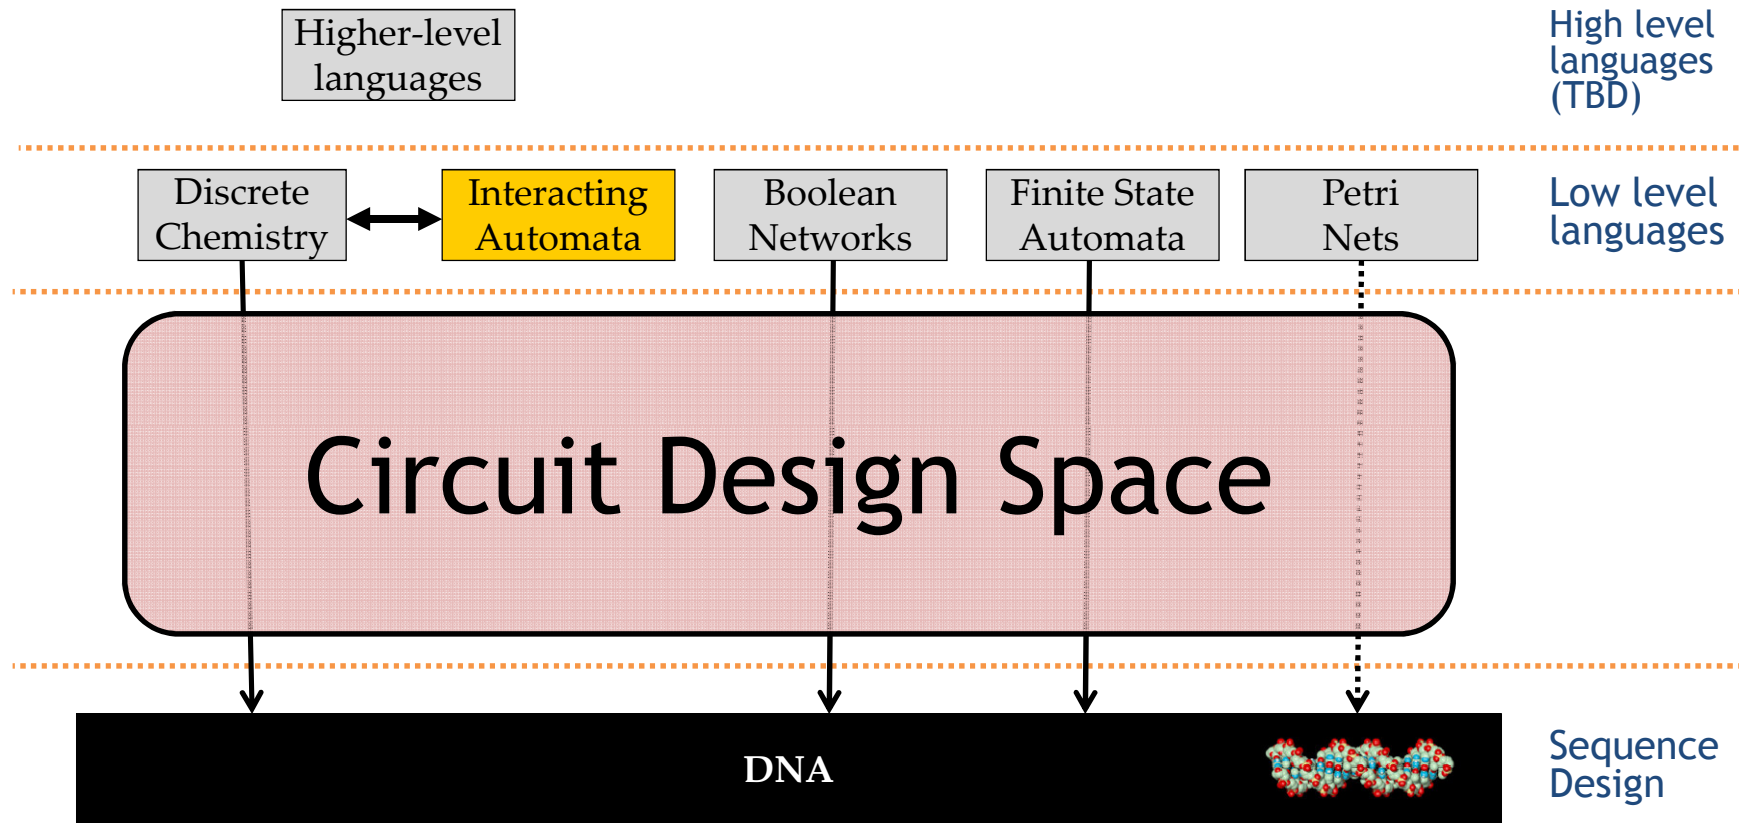 Higher-level
languages
High level
languages
(TBD)
Discrete
Chemistry
Interacting
Automata
Boolean
Networks
Finite State
Automata
Petri
Nets
Low level
languages
Circuit Design Space
DNA
Sequence
Design